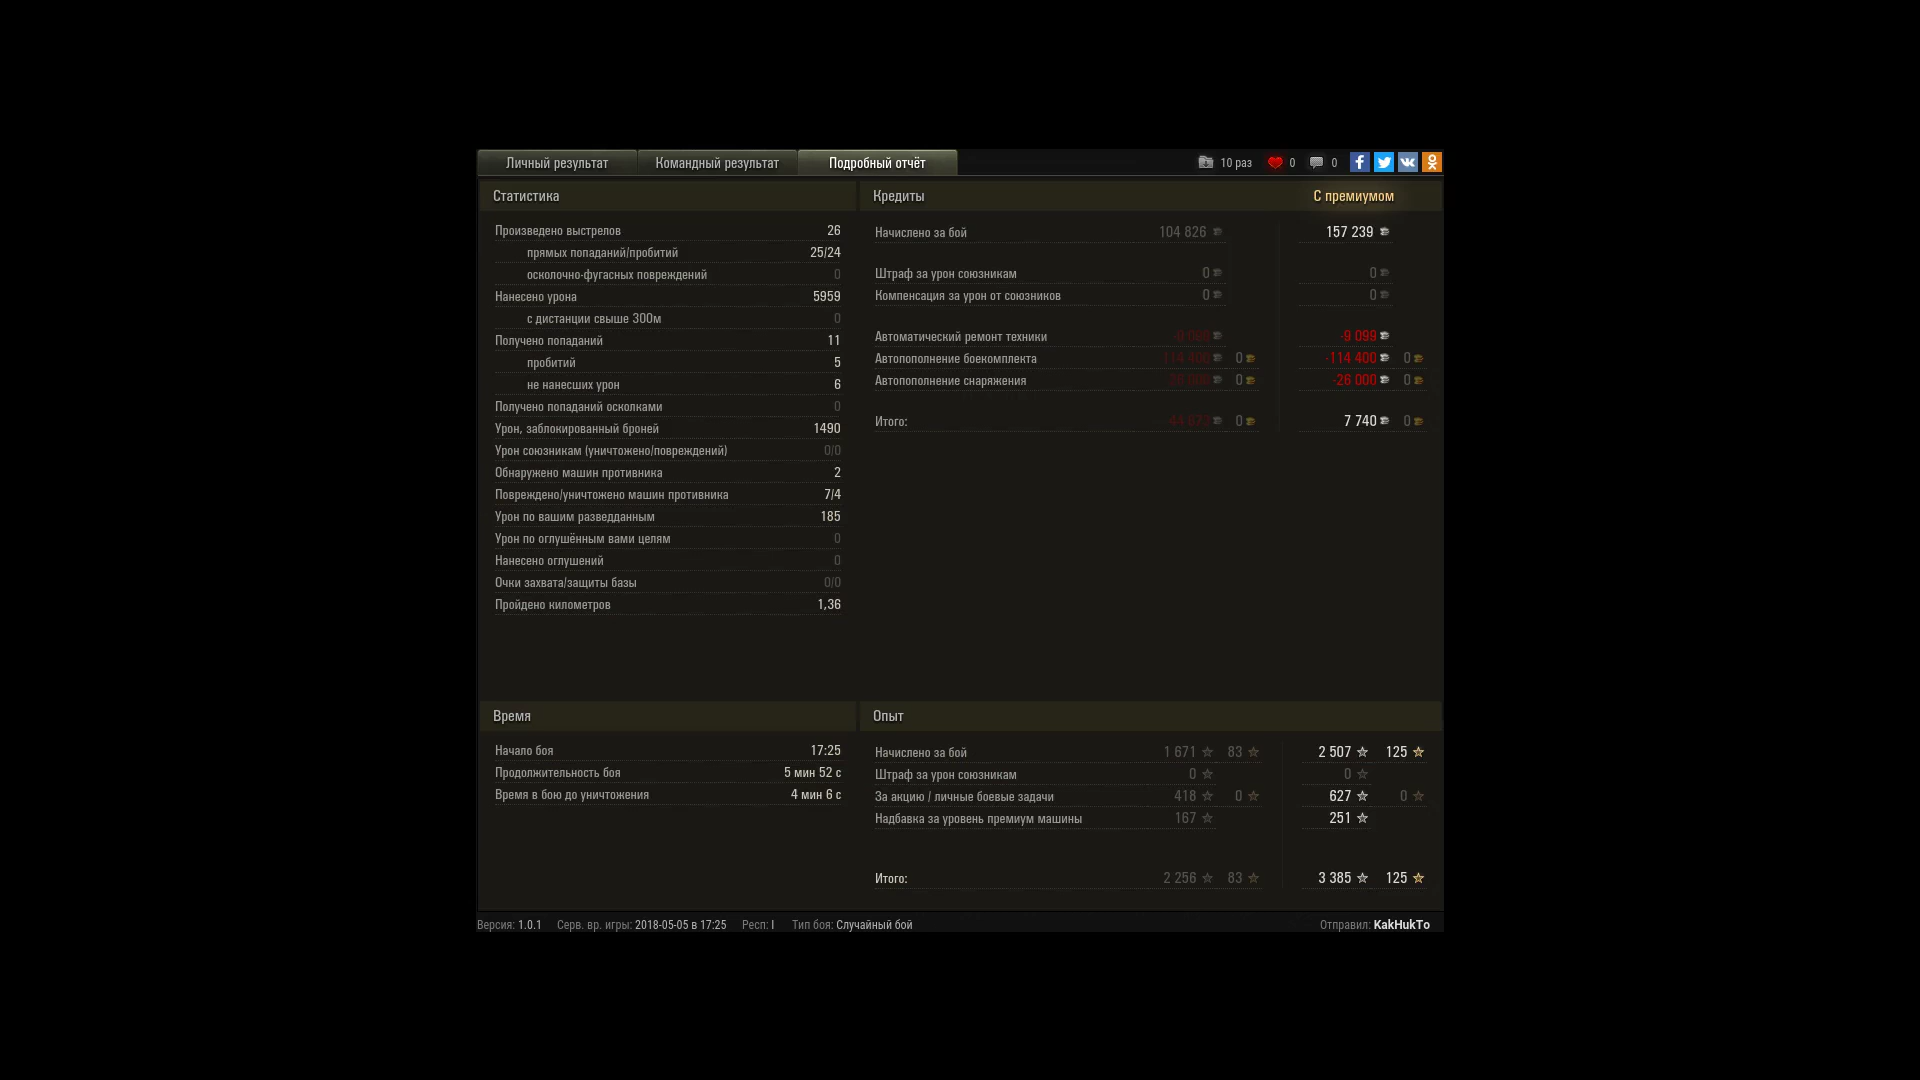 Личный результат Командный результат Подробный отчёт 10 раз 0 0
Статистика
Произведено выстрелов 26
прямых попаданий/пробитий 25/24
осколочно-фугасных повреждений 0
Нанесено урона 5959
с дистанции свыше 300м 0
Получено попаданий 11
пробитий 5
не нанесших урон 6
Получено попаданий осколками 0
Урон, заблокированный броней 1490
Урон союзникам (уничтожено/повреждений) 0/0
Обнаружено машин противника 2
Повреждено/уничтожено машин противника 7/4
Урон по вашим разведданным 185
Урон по оглушённым вами целям 0
Нанесено оглушений 0
Очки захвата/защиты базы 0/0
Пройдено километров 1,36
Кредиты С премиумом
Начислено за бой 104 826 157 239
Штраф за урон союзникам 0 0
Компенсация за урон от союзников 0 0
Автоматический ремонт техники -9 099 -9 099
Автопополнение боекомплекта -114 400 0 -114 400 0
Автопополнение снаряжения -26 000 0 -26 000 0
Итого: 0 7 740 0
Время
Начало боя 17:25
Продолжительность боя 5 мин 52 с
Время в бою до уничтожения 4 мин 6 с
Опыт
Начислено за бой 1 671 83 2 507 125
Штраф за урон союзникам 0 0
За акцию / личные боевые задачи 418 0 627 0
Надбавка за уровень премиум машины 167 251
Итого: 2 256 83 3 385 125
Версия: 1.0.1 Серв. вр. игры: 2018-05-05 в 17:25 Респ: I Тип боя: Случайный бой Отправил: KakHukTo